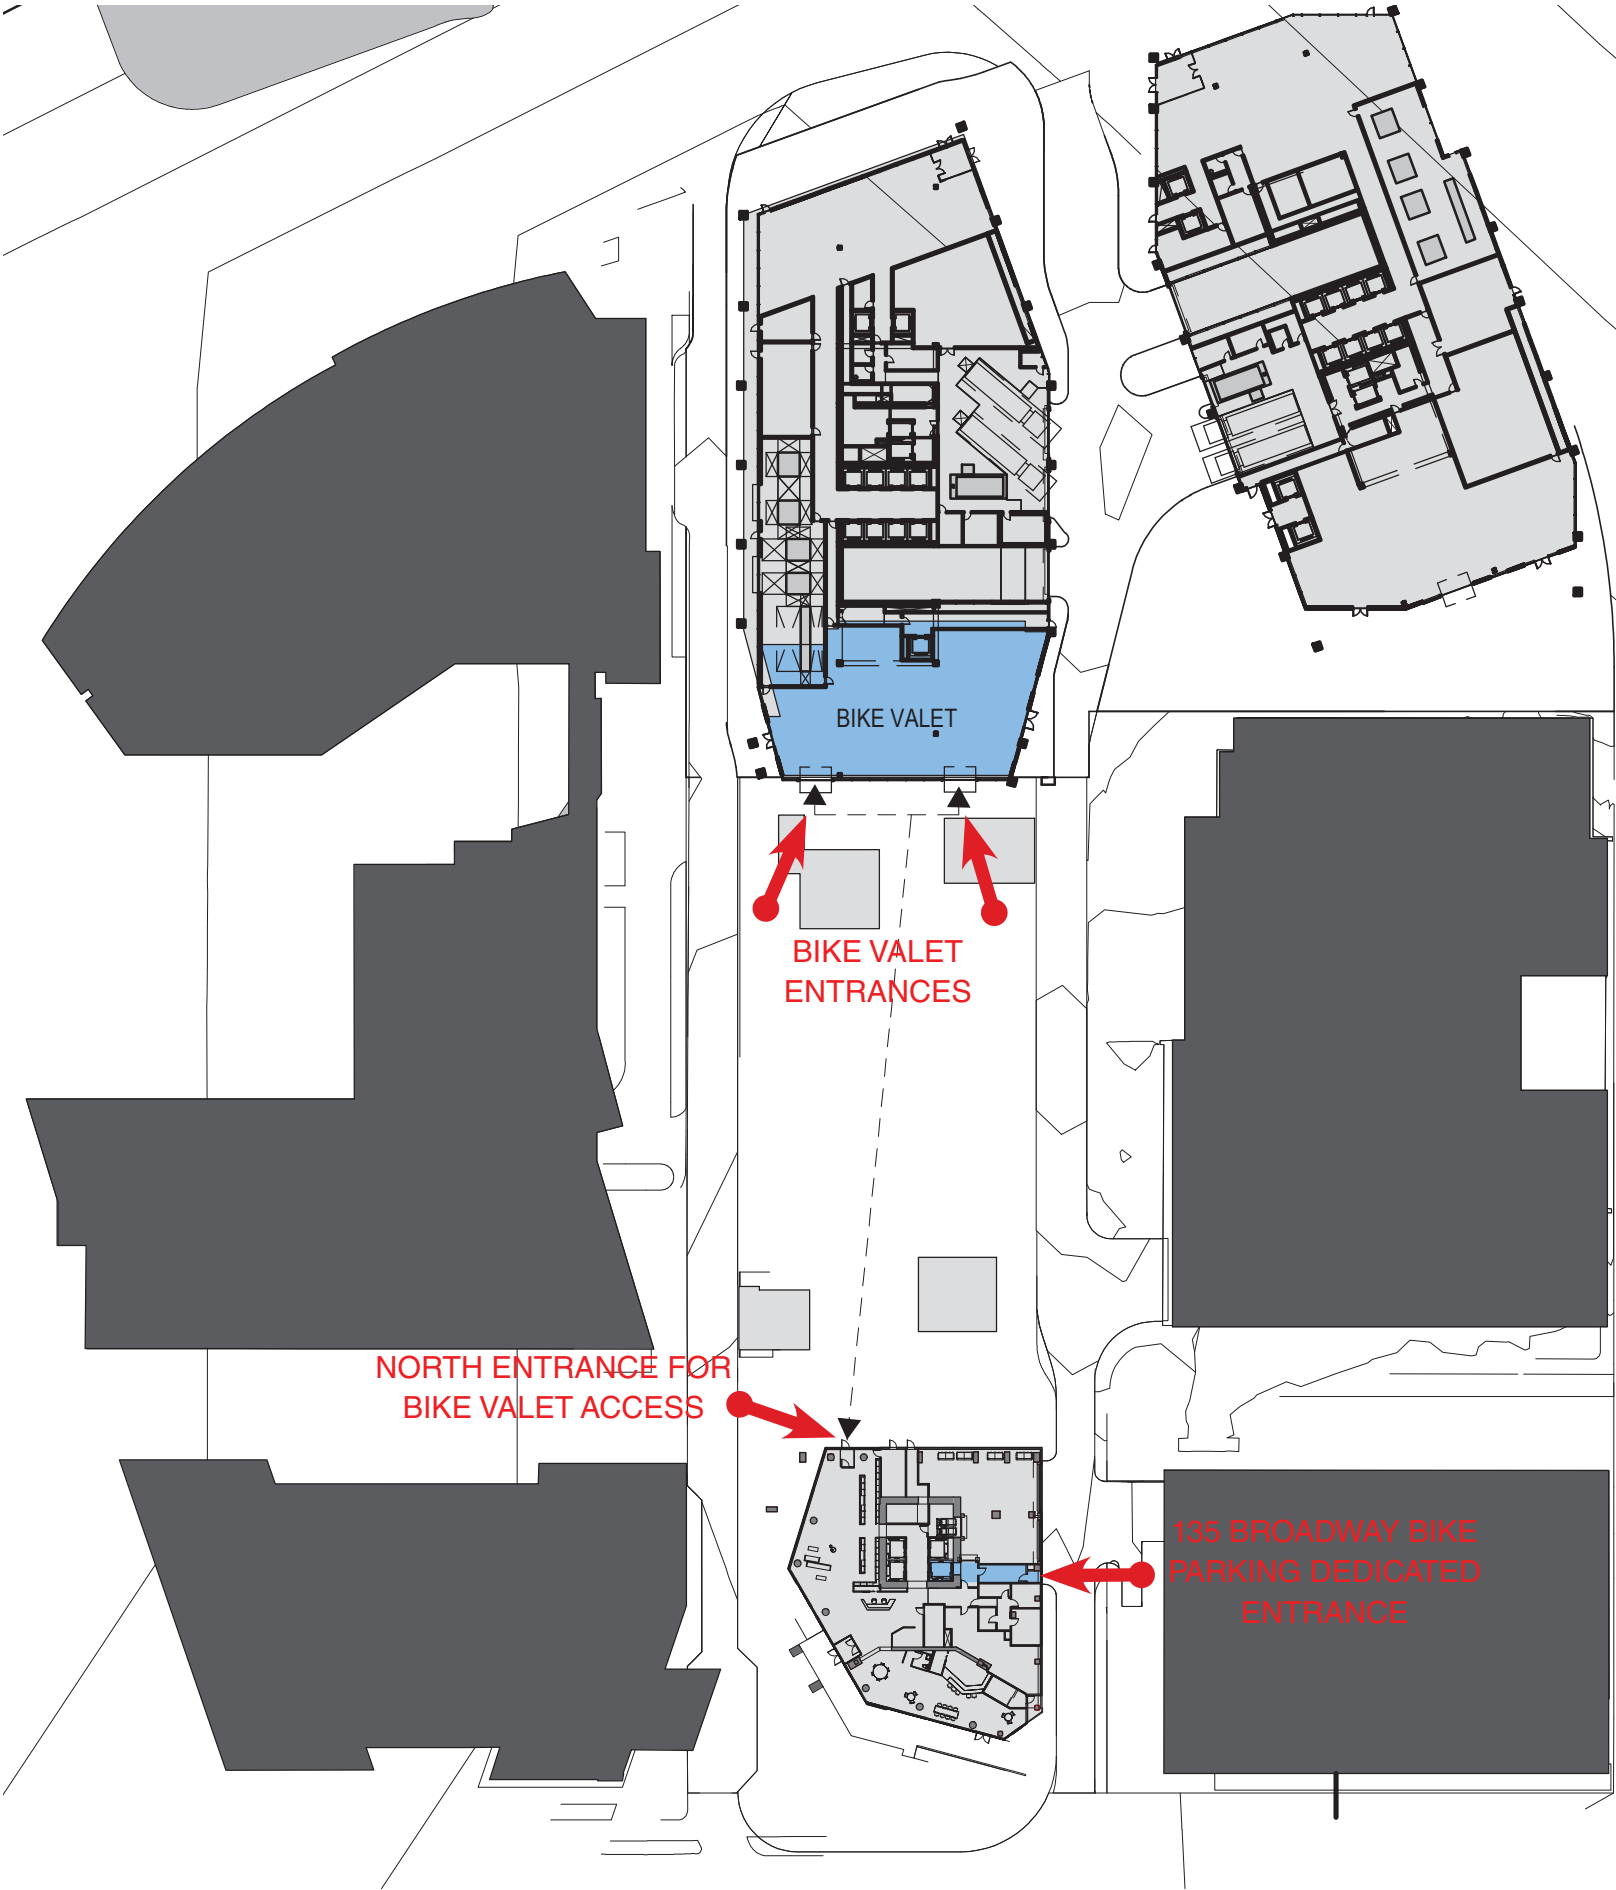 BIKE VALET
BIKE VALET
ENTRANCES
NORTH ENTRANCE FOR
BIKE VALET ACCESS
135 BROADWAY BIKE
PARKING DEDICATED
ENTRANCE